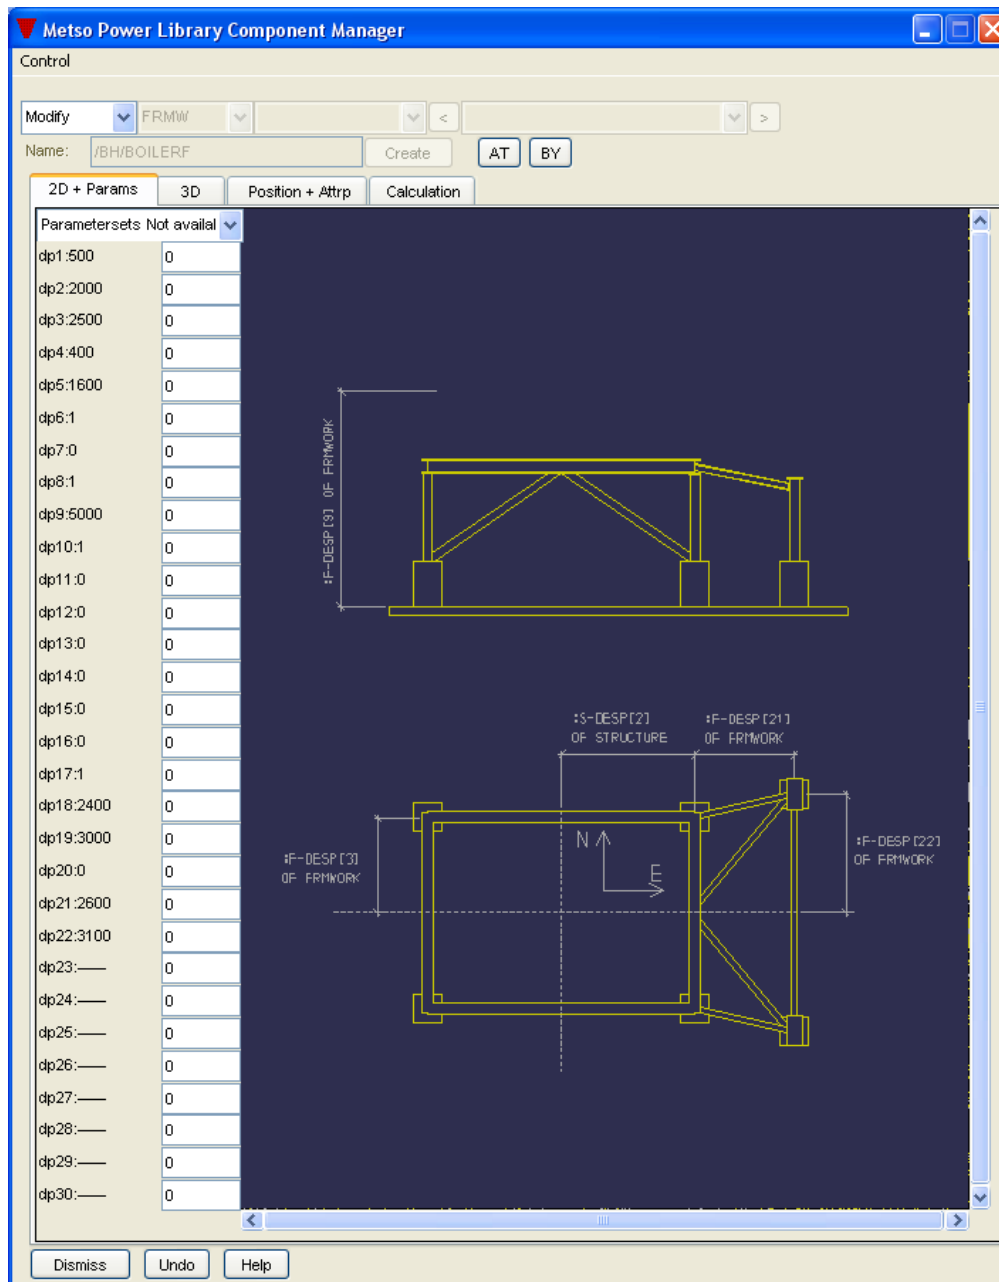 Metso Power Library Component Manager
Control
Modify FRMW < >
Name: /BH/BOILERF Create AT BY
2D + Params 3D Position + Attrp Calculation
Parametersets Not availal
dp1:500 0
dp2:2000 0
dp3:2500 0
dp4:400 0
dp5:1600 0
dp6:1 0
dp7:0 0
dp8:1 0
dp9:5000 0
dp10:1 0
dp11:0 0
dp12:0 0
dp13:0 0
dp14:0 0
dp15:0 0
dp16:0 0
dp17:1 0
dp18:2400 0
dp19:3000 0
dp20:0 0
dp21:2600 0
dp22:3100 0
dp23:—— 0
dp24:—— 0
dp25:—— 0
dp26:—— 0
dp27:—— 0
dp28:—— 0
dp29:—— 0
dp30:—— 0
:F-DESP[9] OF FRMWORK
:S-DESP[2]
OF STRUCTURE
:F-DESP[21]
OF FRMWORK
:F-DESP[3]
OF FRMWORK
N
E
:F-DESP[22]
OF FRMWORK
Dismiss Undo Help